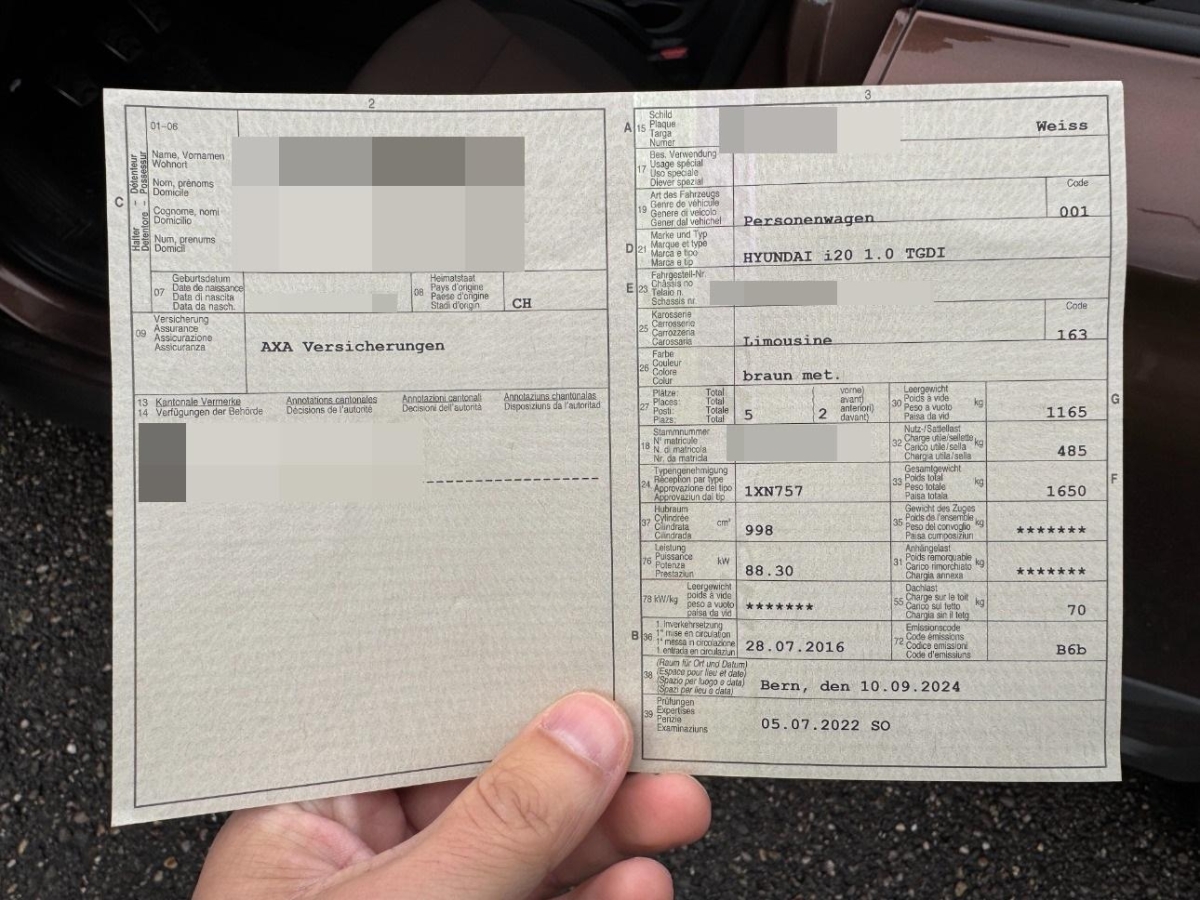 2
01-06
C
Halter - Détenteur
Detentore - Possessur
Name, Vornamen
Wohnort
Nom, prénoms
Domicile
Cognome, nomi
Domicilio
Num, prenums
Domicil
07
Geburtsdatum
Date de naissance
Data di nascita
Data da nasch.
08
Heimatstaat
Pays d'origine
Paese d'origine
Stadi d'origin.
CH
09
Versicherung
Assurance
Assicurazione
Assicuranza
AXA Versicherungen
13 Kantonale Vermerke
14 Verfügungen der Behörde
Annotations cantonales
Décisions de l'autorité
Annotazioni cantonali
Decisioni dell'autorità
Annotaziuns chantonalas
Disposiziuns da l'autoritad
3
A 15
Schild
Plaque
Targa
Numer
Weiss
17
Bes. Verwendung
Usage spécial
Uso speciale
Diever spezial
19
Art des Fahrzeugs
Genre de véhicule
Genere di veicolo
Gener dal vehichel
Personenwagen
Code
001
D 21
Marke und Typ
Marque et type
Marca e tipo
Marca e tip
HYUNDAI i20 1.0 TGDI
E 23
Fahrgestell-Nr.
Châssis no
Telaio n.
Schassis nr.
25
Karosserie
Carrosserie
Carrozzeria
Carossaria
Limousine
Code
163
26
Farbe
Couleur
Colore
Colur
braun met.
27
Plätze: Total
Places: Total
Posti: Totale
Plazs: Total
5
vorne)
avant)
anteriori)
davant)
2
30
Leergewicht
Poids à vide
Peso a vuoto
Paisa da vid
kg
1165
G
18
Stammnummer
N° matricule
N. di matricola
Nr. da matricla
32
Nutz-/Sattellast
Charge utile/sellette
Carico utile/sella
Chargia utila/sella
kg
485
24
Typengenehmigung
Réception par type
Approvazione del tipo
Approvaziun dal tip
1XN757
33
Gesamtgewicht
Poids total
Peso totale
Paisa totala
kg
1650
F
37
Hubraum
Cylindrée
Cilindrata
Cilindrada
cm³
998
35
Gewicht des Zuges
Poids de l'ensemble
Peso del convoglio
Paisa cumposiziun
kg
*******
76
Leistung
Puissance
Potenza
Prestaziun
kW
88.30
31
Anhängelast
Poids remorquable
Carico rimorchiato
Chargia annexa
kg
*******
78 kW/kg
Leergewicht
poids à vide
peso a vuoto
paisa da vid
*******
55
Dachlast
Charge sur le toit
Carico sul tetto
Chargia sin il tetg
kg
70
B 36
1. Inverkehrsetzung
1re mise en circulation
1a messa in circolazione
1. entrada en circulaziun
28.07.2016
72
Emissionscode
Code émissions
Codice emissioni
Code d'emissiuns
B6b
38
(Raum für Ort und Datum)
(Espace pour lieu et date)
(Spazio per luogo e data)
(Spazi per lieu e data)
Bern, den 10.09.2024
39
Prüfungen
Expertises
Perizie
Examinaziuns
05.07.2022 SO